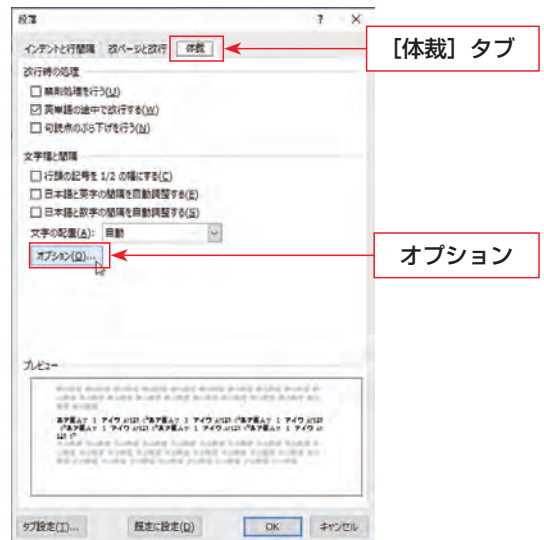 段落 ? ×
インデントと行間隔 改ページと改行 体裁
［体裁］タブ
改行時の処理
禁則処理を行う(U)
英単語の途中で改行する(W)
句読点のぶら下げを行う(N)
文字幅と間隔
行頭の記号を 1/2 の幅にする(C)
日本語と英字の間隔を自動調整する(E)
日本語と数字の間隔を自動調整する(S)
文字の配置(A): 自動
オプション(O)...
オプション
プレビュー
タブ設定(T)... 既定に設定(D) OK キャンセル